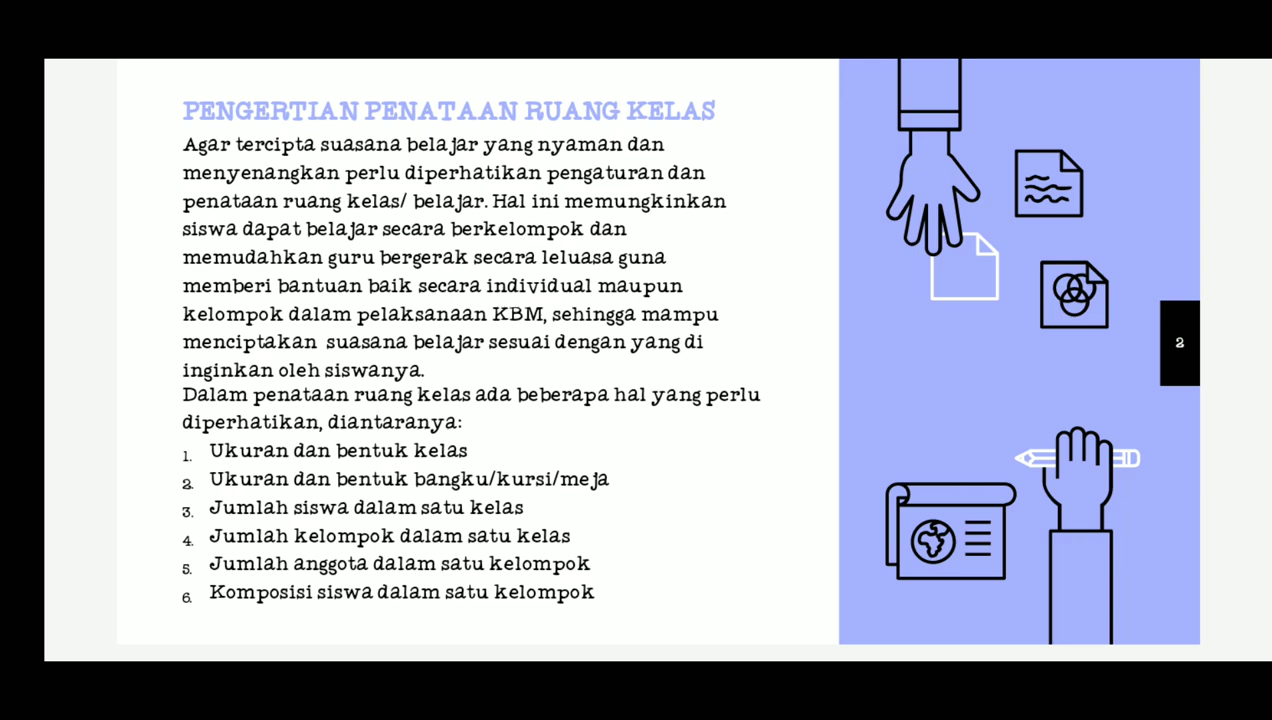 PENGERTIAN PENATAAN RUANG KELAS
Agar tercipta suasana belajar yang nyaman dan
menyenangkan perlu diperhatikan pengaturan dan
penataan ruang kelas/ belajar. Hal ini memungkinkan
siswa dapat belajar secara berkelompok dan
memudahkan guru bergerak secara leluasa guna
memberi bantuan baik secara individual maupun
kelompok dalam pelaksanaan KBM, sehingga mampu
menciptakan suasana belajar sesuai dengan yang di
inginkan oleh siswanya.
Dalam penataan ruang kelas ada beberapa hal yang perlu
diperhatikan, diantaranya:
1. Ukuran dan bentuk kelas
2. Ukuran dan bentuk bangku/kursi/meja
3. Jumlah siswa dalam satu kelas
4. Jumlah kelompok dalam satu kelas
5. Jumlah anggota dalam satu kelompok
6. Komposisi siswa dalam satu kelompok
2